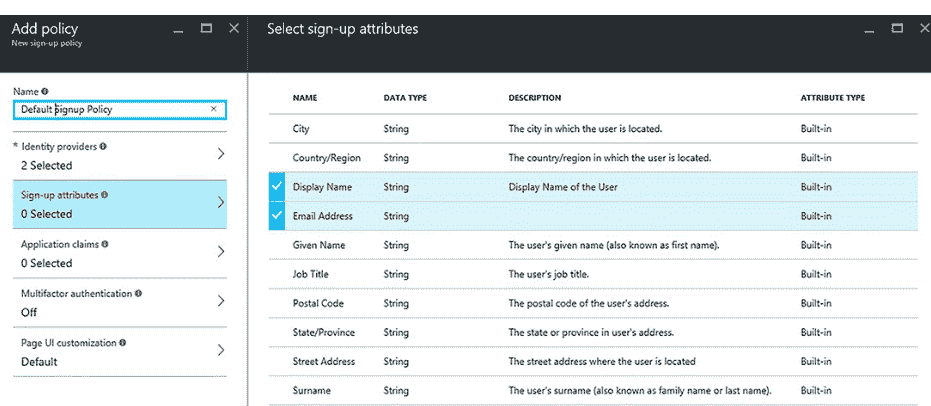 Add policy
New sign-up policy
Name
Default Signup Policy
* Identity providers
2 Selected
Sign-up attributes
0 Selected
Application claims
0 Selected
Multifactor authentication
Off
Page UI customization
Default
Select sign-up attributes
NAME DATA TYPE DESCRIPTION ATTRIBUTE TYPE
City String The city in which the user is located. Built-in
Country/Region String The country/region in which the user is located. Built-in
Display Name String Display Name of the User Built-in
Email Address String Built-in
Given Name String The user's given name (also known as first name). Built-in
Job Title String The user's job title. Built-in
Postal Code String The postal code of the user's address. Built-in
State/Province String The state or province in user's address. Built-in
Street Address String The street address where the user is located Built-in
Surname String The user's surname (also known as family name or last name). Built-in